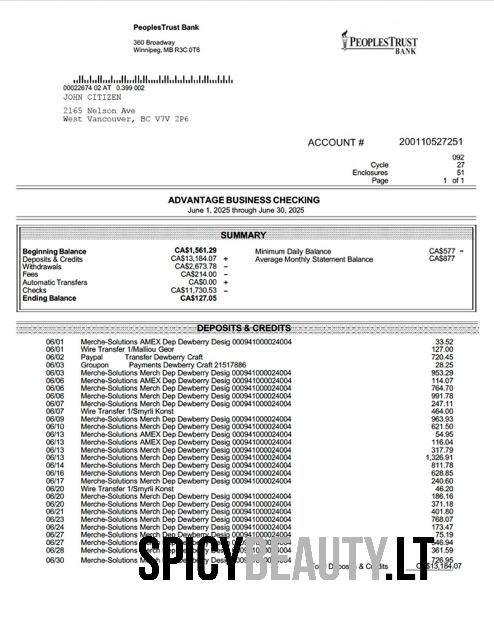 PeoplesTrust Bank
360 Broadway
Winnipeg, MB R3C 0T6
PEOPLESTRUST
BANK
00022674 02 AT 0.399 002
JOHN CITIZEN
2165 Nelson Ave
West Vancouver, BC V7V 2P6
ACCOUNT # 200110527251
092
Cycle 27
Enclosures 51
Page 1 of 1
ADVANTAGE BUSINESS CHECKING
June 1, 2025 through June 30, 2025
SUMMARY
Beginning Balance CA$1,561.29 Minimum Daily Balance CA$577 –
Deposits & Credits CA$13,184.07 + Average Monthly Statement Balance CA$877
Withdrawals CA$2,673.78 –
Fees CA$214.00 –
Automatic Transfers CA$0.00 +
Checks CA$11,730.53 –
Ending Balance CA$127.05
DEPOSITS & CREDITS
06/01 Merche-Solutions AMEX Dep Dewberry Desig 000941000024004 33.52
06/01 Wire Transfer 1/Malliou Geor 127.00
06/02 Paypal Transfer Dewberry Craft 720.45
06/03 Groupon Payments Dewberry Craft 21517886 28.25
06/03 Merche-Solutions Merch Dep Dewberry Desig 000941000024004 953.29
06/06 Merche-Solutions AMEX Dep Dewberry Desig 000941000024004 114.07
06/06 Merche-Solutions Merch Dep Dewberry Desig 000941000024004 764.70
06/06 Merche-Solutions Merch Dep Dewberry Desig 000941000024004 991.78
06/07 Merche-Solutions Merch Dep Dewberry Desig 000941000024004 247.11
06/07 Wire Transfer 1/Smyrli Konst 464.00
06/09 Merche-Solutions Merch Dep Dewberry Desig 000941000024004 963.93
06/10 Merche-Solutions Merch Dep Dewberry Desig 000941000024004 621.50
06/13 Merche-Solutions AMEX Dep Dewberry Desig 000941000024004 54.95
06/13 Merche-Solutions AMEX Dep Dewberry Desig 000941000024004 116.04
06/13 Merche-Solutions Merch Dep Dewberry Desig 000941000024004 317.79
06/13 Merche-Solutions Merch Dep Dewberry Desig 000941000024004 1,326.91
06/14 Merche-Solutions Merch Dep Dewberry Desig 000941000024004 811.78
06/16 Merche-Solutions Merch Dep Dewberry Desig 000941000024004 628.85
06/17 Merche-Solutions Merch Dep Dewberry Desig 000941000024004 240.60
06/20 Wire Transfer 1/Smyrli Konst 46.20
06/20 Merche-Solutions Merch Dep Dewberry Desig 000941000024004 186.16
06/20 Merche-Solutions Merch Dep Dewberry Desig 000941000024004 371.18
06/21 Merche-Solutions Merch Dep Dewberry Desig 000941000024004 401.80
06/23 Merche-Solutions Merch Dep Dewberry Desig 000941000024004 768.07
06/24 Merche-Solutions Merch Dep Dewberry Desig 000941000024004 173.47
06/27 Merche-Solutions Merch Dep Dewberry Desig 000941000024004 75.19
06/27 Merche-Solutions Merch Dewberry Desig
06/28 Merche-Solutions Merch 361.59
06/30 Merche-Solutions 726.95
Deposits & Credits CA$13,184.07
SPICYBEAUTY.LT